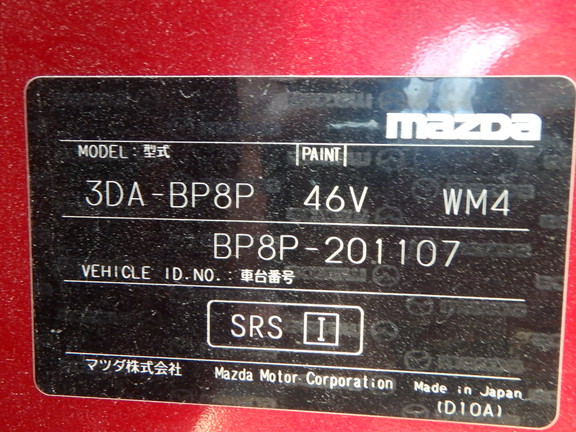 mazda
MODEL : 型式 PAINT
3DA-BP8P 46V WM4
BP8P-201107
VEHICLE ID.NO. : 車台番号
SRS I
マツダ株式会社 Mazda Motor Corporation Made in Japan
(D10A)